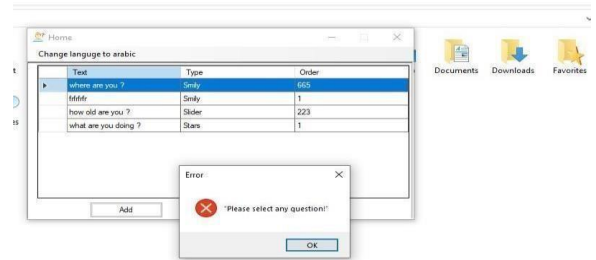 Home
Change languge to arabic
Text Type Order
where are you ? Smily 665
frfrfrfr Smily 1
how old are you ? Slider 223
what are you doing ? Stars 1
Error
"Please select any question!"
OK
Add
Documents Downloads Favorites